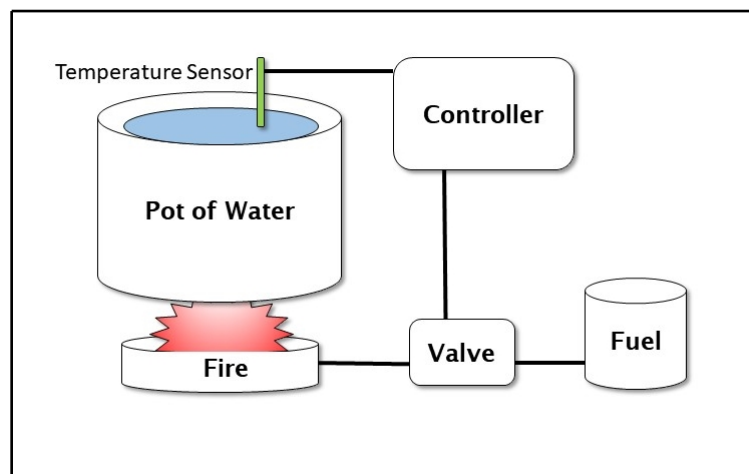 Temperature Sensor
Controller
Pot of Water
Valve
Fuel
Fire